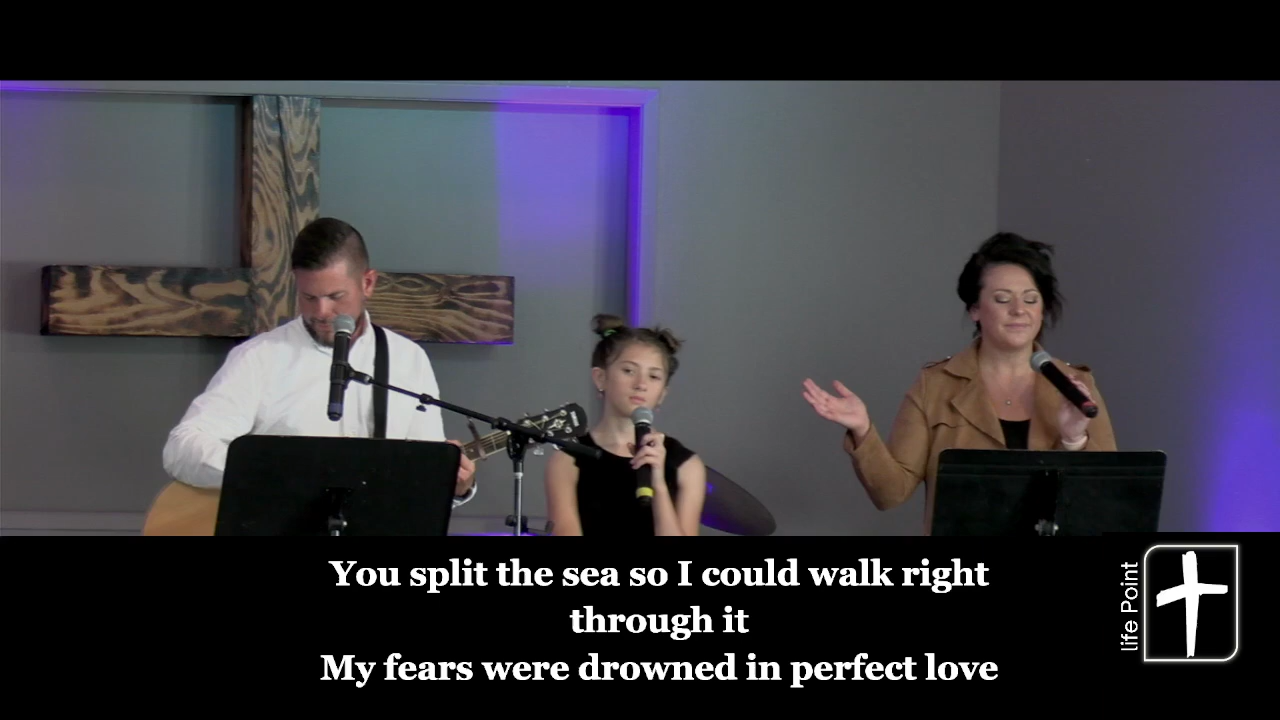 You split the sea so I could walk right
through it
My fears were drowned in perfect love
life Point